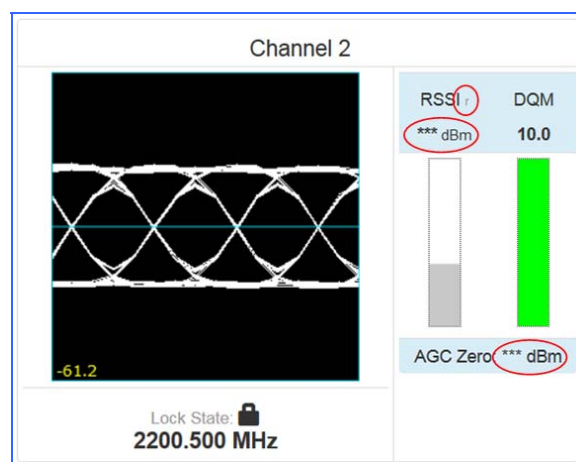 Channel 2
RSSI r
DQM
*** dBm
10.0
-61.2
AGC Zero *** dBm
Lock State:
2200.500 MHz